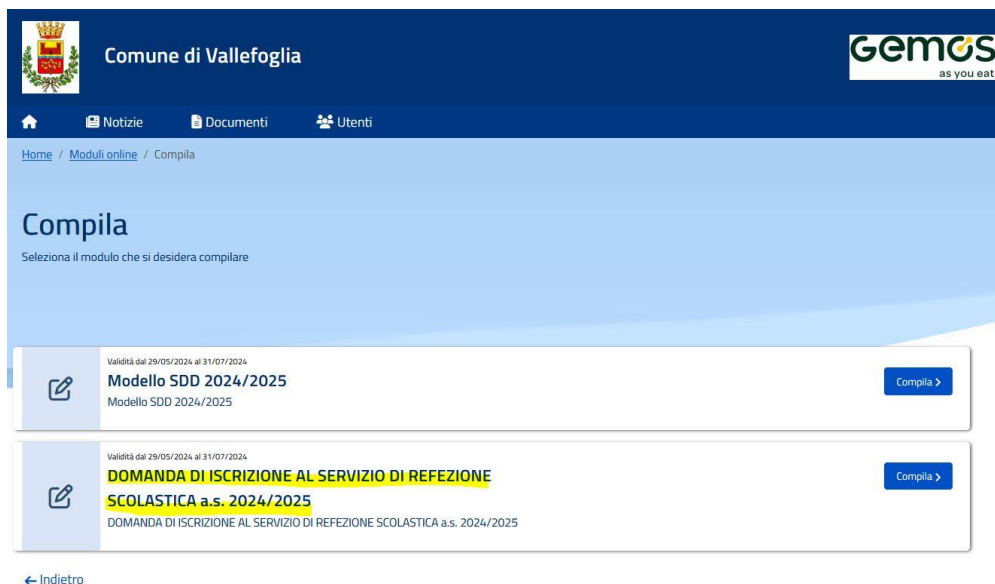 Comune di Vallefoglia
Gemos
as you eat
Notizie
Documenti
Utenti
Home / Moduli online / Compila
Compila
Seleziona il modulo che si desidera compilare
Validità dal 29/05/2024 al 31/07/2024
Modello SDD 2024/2025
Modello SDD 2024/2025
Compila >
Validità dal 29/05/2024 al 31/07/2024
DOMANDA DI ISCRIZIONE AL SERVIZIO DI REFEZIONE
SCOLASTICA a.s. 2024/2025
DOMANDA DI ISCRIZIONE AL SERVIZIO DI REFEZIONE SCOLASTICA a.s. 2024/2025
Compila >
← Indietro